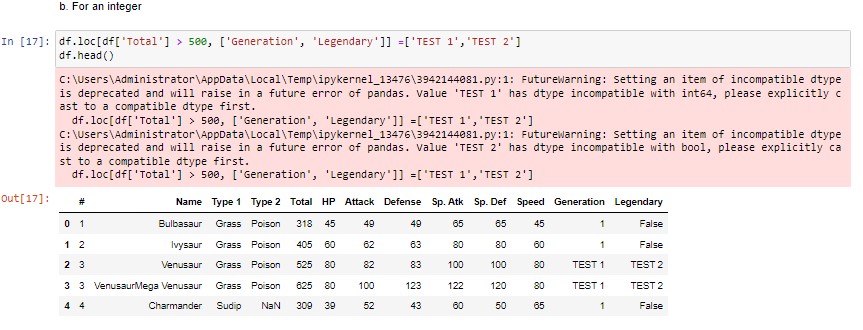 b. For an integer
In [17]: df.loc[df['Total'] > 500, ['Generation', 'Legendary']] =['TEST 1','TEST 2']
df.head()
C:\Users\Administrator\AppData\Local\Temp\ipykernel_13476\3942144081.py:1: FutureWarning: Setting an item of incompatible dtype
is deprecated and will raise in a future error of pandas. Value 'TEST 1' has dtype incompatible with int64, please explicitly c
ast to a compatible dtype first.
df.loc[df['Total'] > 500, ['Generation', 'Legendary']] =['TEST 1','TEST 2']
C:\Users\Administrator\AppData\Local\Temp\ipykernel_13476\3942144081.py:1: FutureWarning: Setting an item of incompatible dtype
is deprecated and will raise in a future error of pandas. Value 'TEST 2' has dtype incompatible with bool, please explicitly ca
st to a compatible dtype first.
df.loc[df['Total'] > 500, ['Generation', 'Legendary']] =['TEST 1','TEST 2']
Out[17]: # Name Type 1 Type 2 Total HP Attack Defense Sp. Atk Sp. Def Speed Generation Legendary
0 1 Bulbasaur Grass Poison 318 45 49 49 65 65 45 1 False
1 2 Ivysaur Grass Poison 405 60 62 63 80 80 60 1 False
2 3 Venusaur Grass Poison 525 80 82 83 100 100 80 TEST 1 TEST 2
3 3 VenusaurMega Venusaur Grass Poison 625 80 100 123 122 120 80 TEST 1 TEST 2
4 4 Charmander Sudip NaN 309 39 52 43 60 50 65 1 False